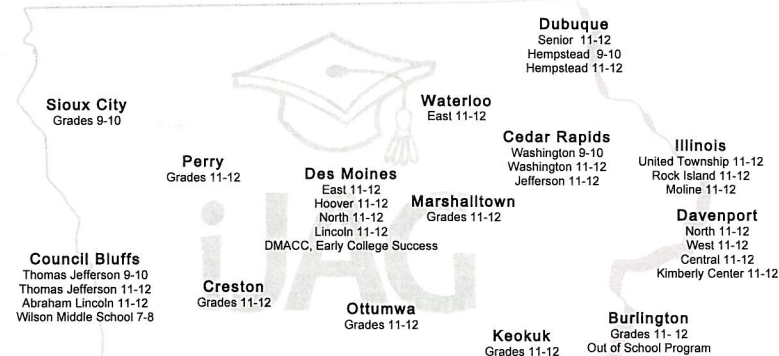 Dubuque
Senior 11-12
Hempstead 9-10
Hempstead 11-12
Sioux City
Grades 9-10
Waterloo
East 11-12
Cedar Rapids
Washington 9-10
Washington 11-12
Jefferson 11-12
Illinois
United Township 11-12
Rock Island 11-12
Moline 11-12
Perry
Grades 11-12
Des Moines
East 11-12
Hoover 11-12
North 11-12
Lincoln 11-12
DMACC, Early College Success
Marshalltown
Grades 11-12
Davenport
North 11-12
West 11-12
Central 11-12
Kimberly Center 11-12
iJAG
Council Bluffs
Thomas Jefferson 9-10
Thomas Jefferson 11-12
Abraham Lincoln 11-12
Wilson Middle School 7-8
Creston
Grades 11-12
Ottumwa
Grades 11-12
Keokuk
Grades 11-12
Burlington
Grades 11- 12
Out of School Program